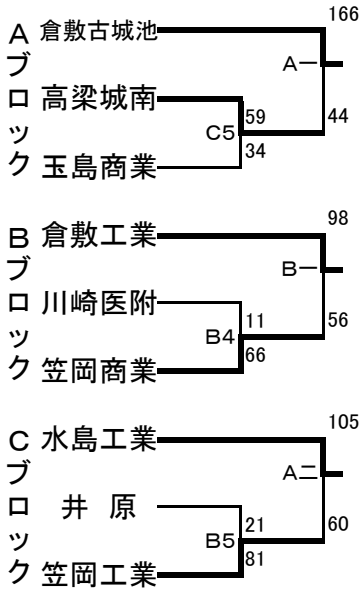 Aブロック
倉敷古城池
166
A一
高梁城南
59
44
C5
34
玉島商業
Bブロック
倉敷工業
98
B一
川崎医附
11
56
B4
66
笠岡商業
Cブロック
水島工業
105
A二
井原
21
60
B5
81
笠岡工業